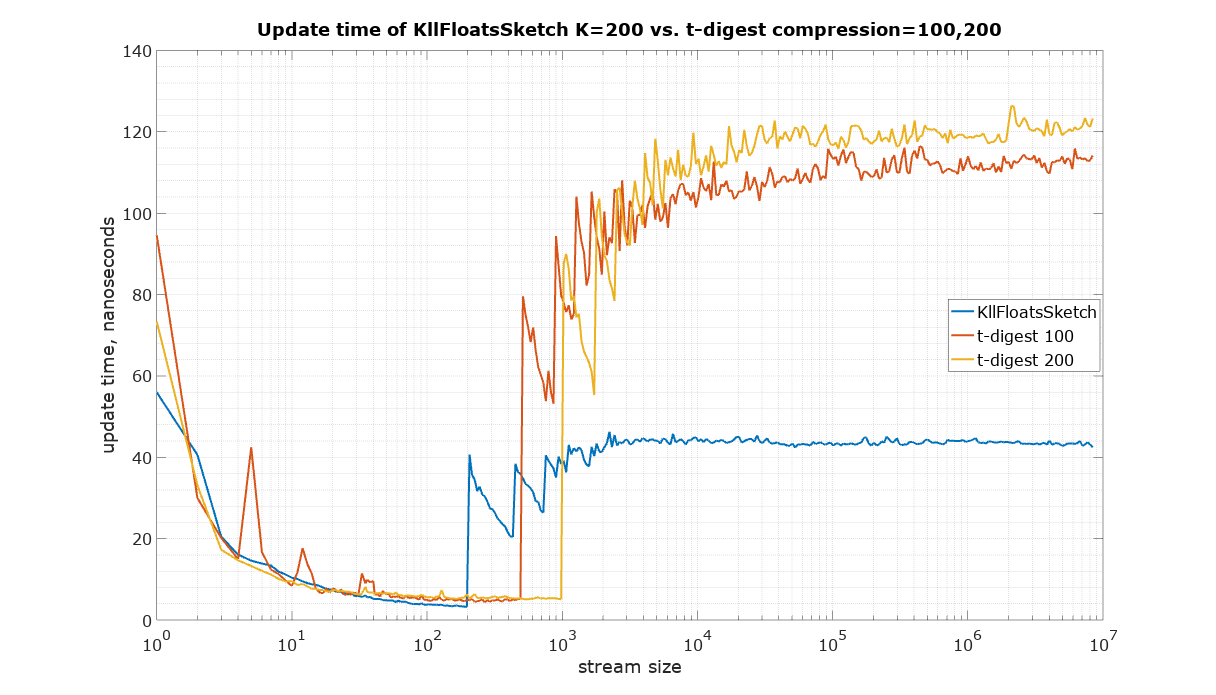 Update time of KllFloatsSketch K=200 vs. t-digest compression=100,200
140
120
100
80
60
40
20
0
update time, nanoseconds
KllFloatsSketch
t-digest 100
t-digest 200
10^0 10^1 10^2 10^3 10^4 10^5 10^6 10^7
stream size